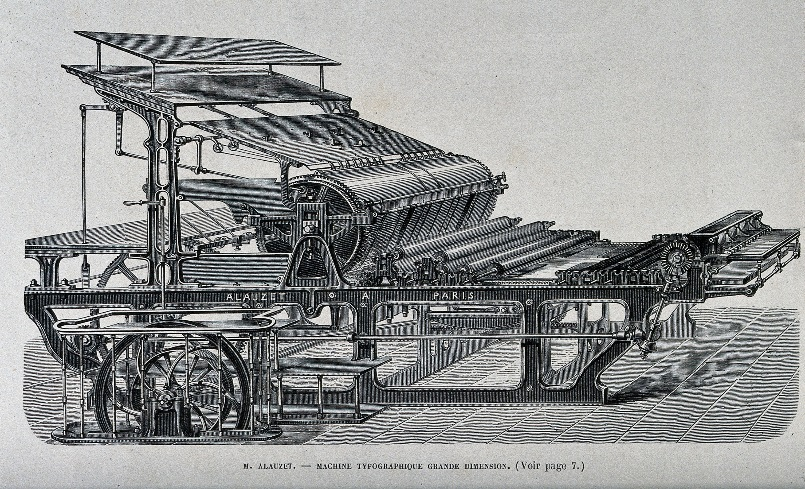 ALAUZET A PARIS
M. ALAUZET. — MACHINE TYPOGRAPHIQUE GRANDE DIMENSION. (Voir page 7.)